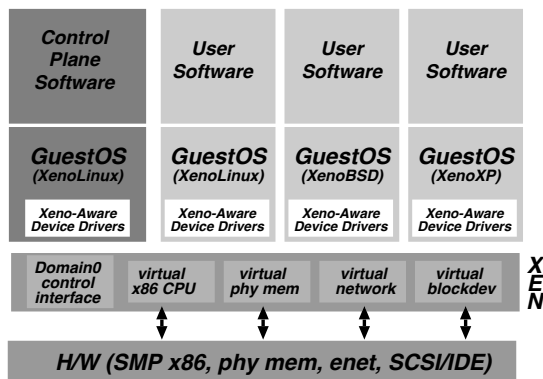 Control
Plane
Software
User
Software
User
Software
User
Software
GuestOS
(XenoLinux)
Xeno-Aware
Device Drivers
GuestOS
(XenoLinux)
Xeno-Aware
Device Drivers
GuestOS
(XenoBSD)
Xeno-Aware
Device Drivers
GuestOS
(XenoXP)
Xeno-Aware
Device Drivers
Domain0
control
interface
virtual
x86 CPU
virtual
phy mem
virtual
network
virtual
blockdev
X
E
N
H/W (SMP x86, phy mem, enet, SCSI/IDE)